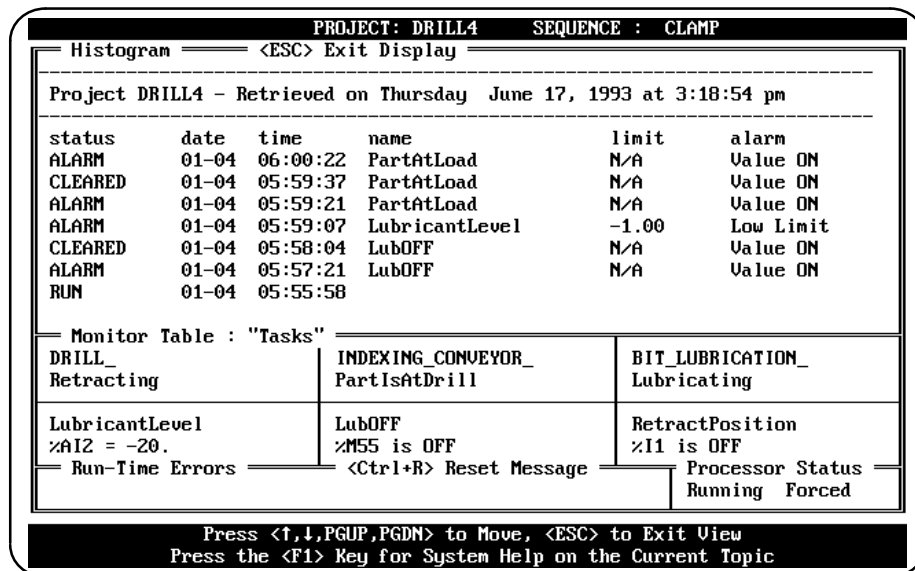 PROJECT: DRILL4 SEQUENCE : CLAMP
Histogram <ESC> Exit Display
Project DRILL4 - Retrieved on Thursday June 17, 1993 at 3:18:54 pm
status date time name limit alarm
ALARM 01-04 06:00:22 PartAtLoad N/A Value ON
CLEARED 01-04 05:59:37 PartAtLoad N/A Value ON
ALARM 01-04 05:59:21 PartAtLoad N/A Value ON
ALARM 01-04 05:59:07 LubricantLevel -1.00 Low Limit
CLEARED 01-04 05:58:04 LubOFF N/A Value ON
ALARM 01-04 05:57:21 LubOFF N/A Value ON
RUN 01-04 05:55:58
Monitor Table : "Tasks"
DRILL_ INDEXING_CONVEYOR_ BIT_LUBRICATION_
Retracting PartIsAtDrill Lubricating
LubricantLevel LubOFF RetractPosition
%AI2 = -20. %M55 is OFF %I1 is OFF
Run-Time Errors <Ctrl+R> Reset Message Processor Status
Running Forced
Press <↑,↓,PGUP,PGDN> to Move, <ESC> to Exit View
Press the <F1> Key for System Help on the Current Topic